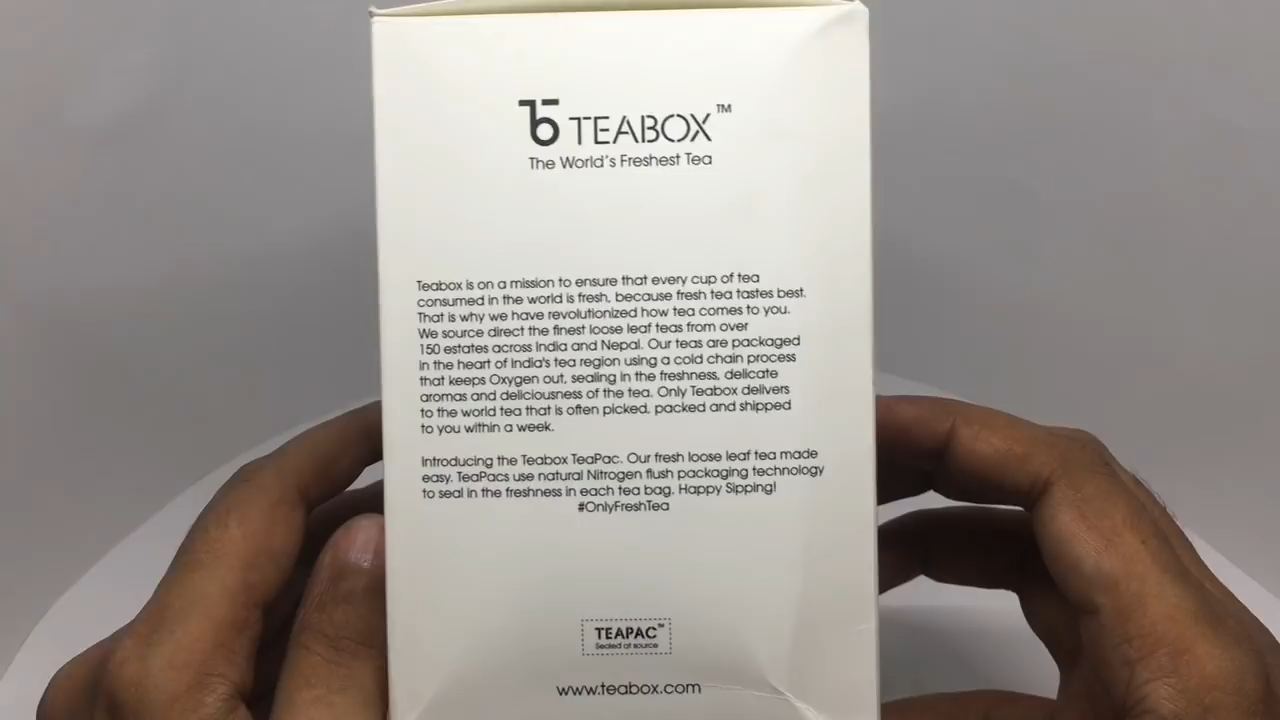 TEABOX™
The World's Freshest Tea
Teabox is on a mission to ensure that every cup of tea
consumed in the world is fresh, because fresh tea tastes best.
That is why we have revolutionized how tea comes to you.
We source direct the finest loose leaf teas from over
150 estates across India and Nepal. Our teas are packaged
in the heart of India's tea region using a cold chain process
that keeps Oxygen out, sealing in the freshness, delicate
aromas and deliciousness of the tea. Only Teabox delivers
to the world tea that is often picked, packed and shipped
to you within a week.
Introducing the Teabox TeaPac. Our fresh loose leaf tea made
easy. TeaPacs use natural Nitrogen flush packaging technology
to seal in the freshness in each tea bag. Happy Sipping!
#OnlyFreshTea
TEAPAC™
Sealed at source
www.teabox.com